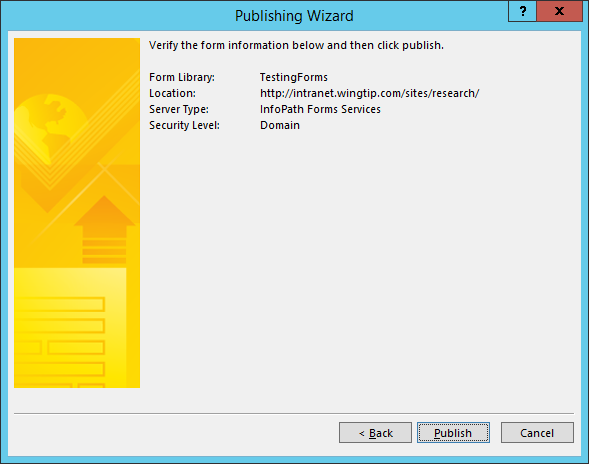 Publishing Wizard
? X
Verify the form information below and then click publish.
Form Library: TestingForms
Location: http://intranet.wingtip.com/sites/research/
Server Type: InfoPath Forms Services
Security Level: Domain
< Back Publish Cancel